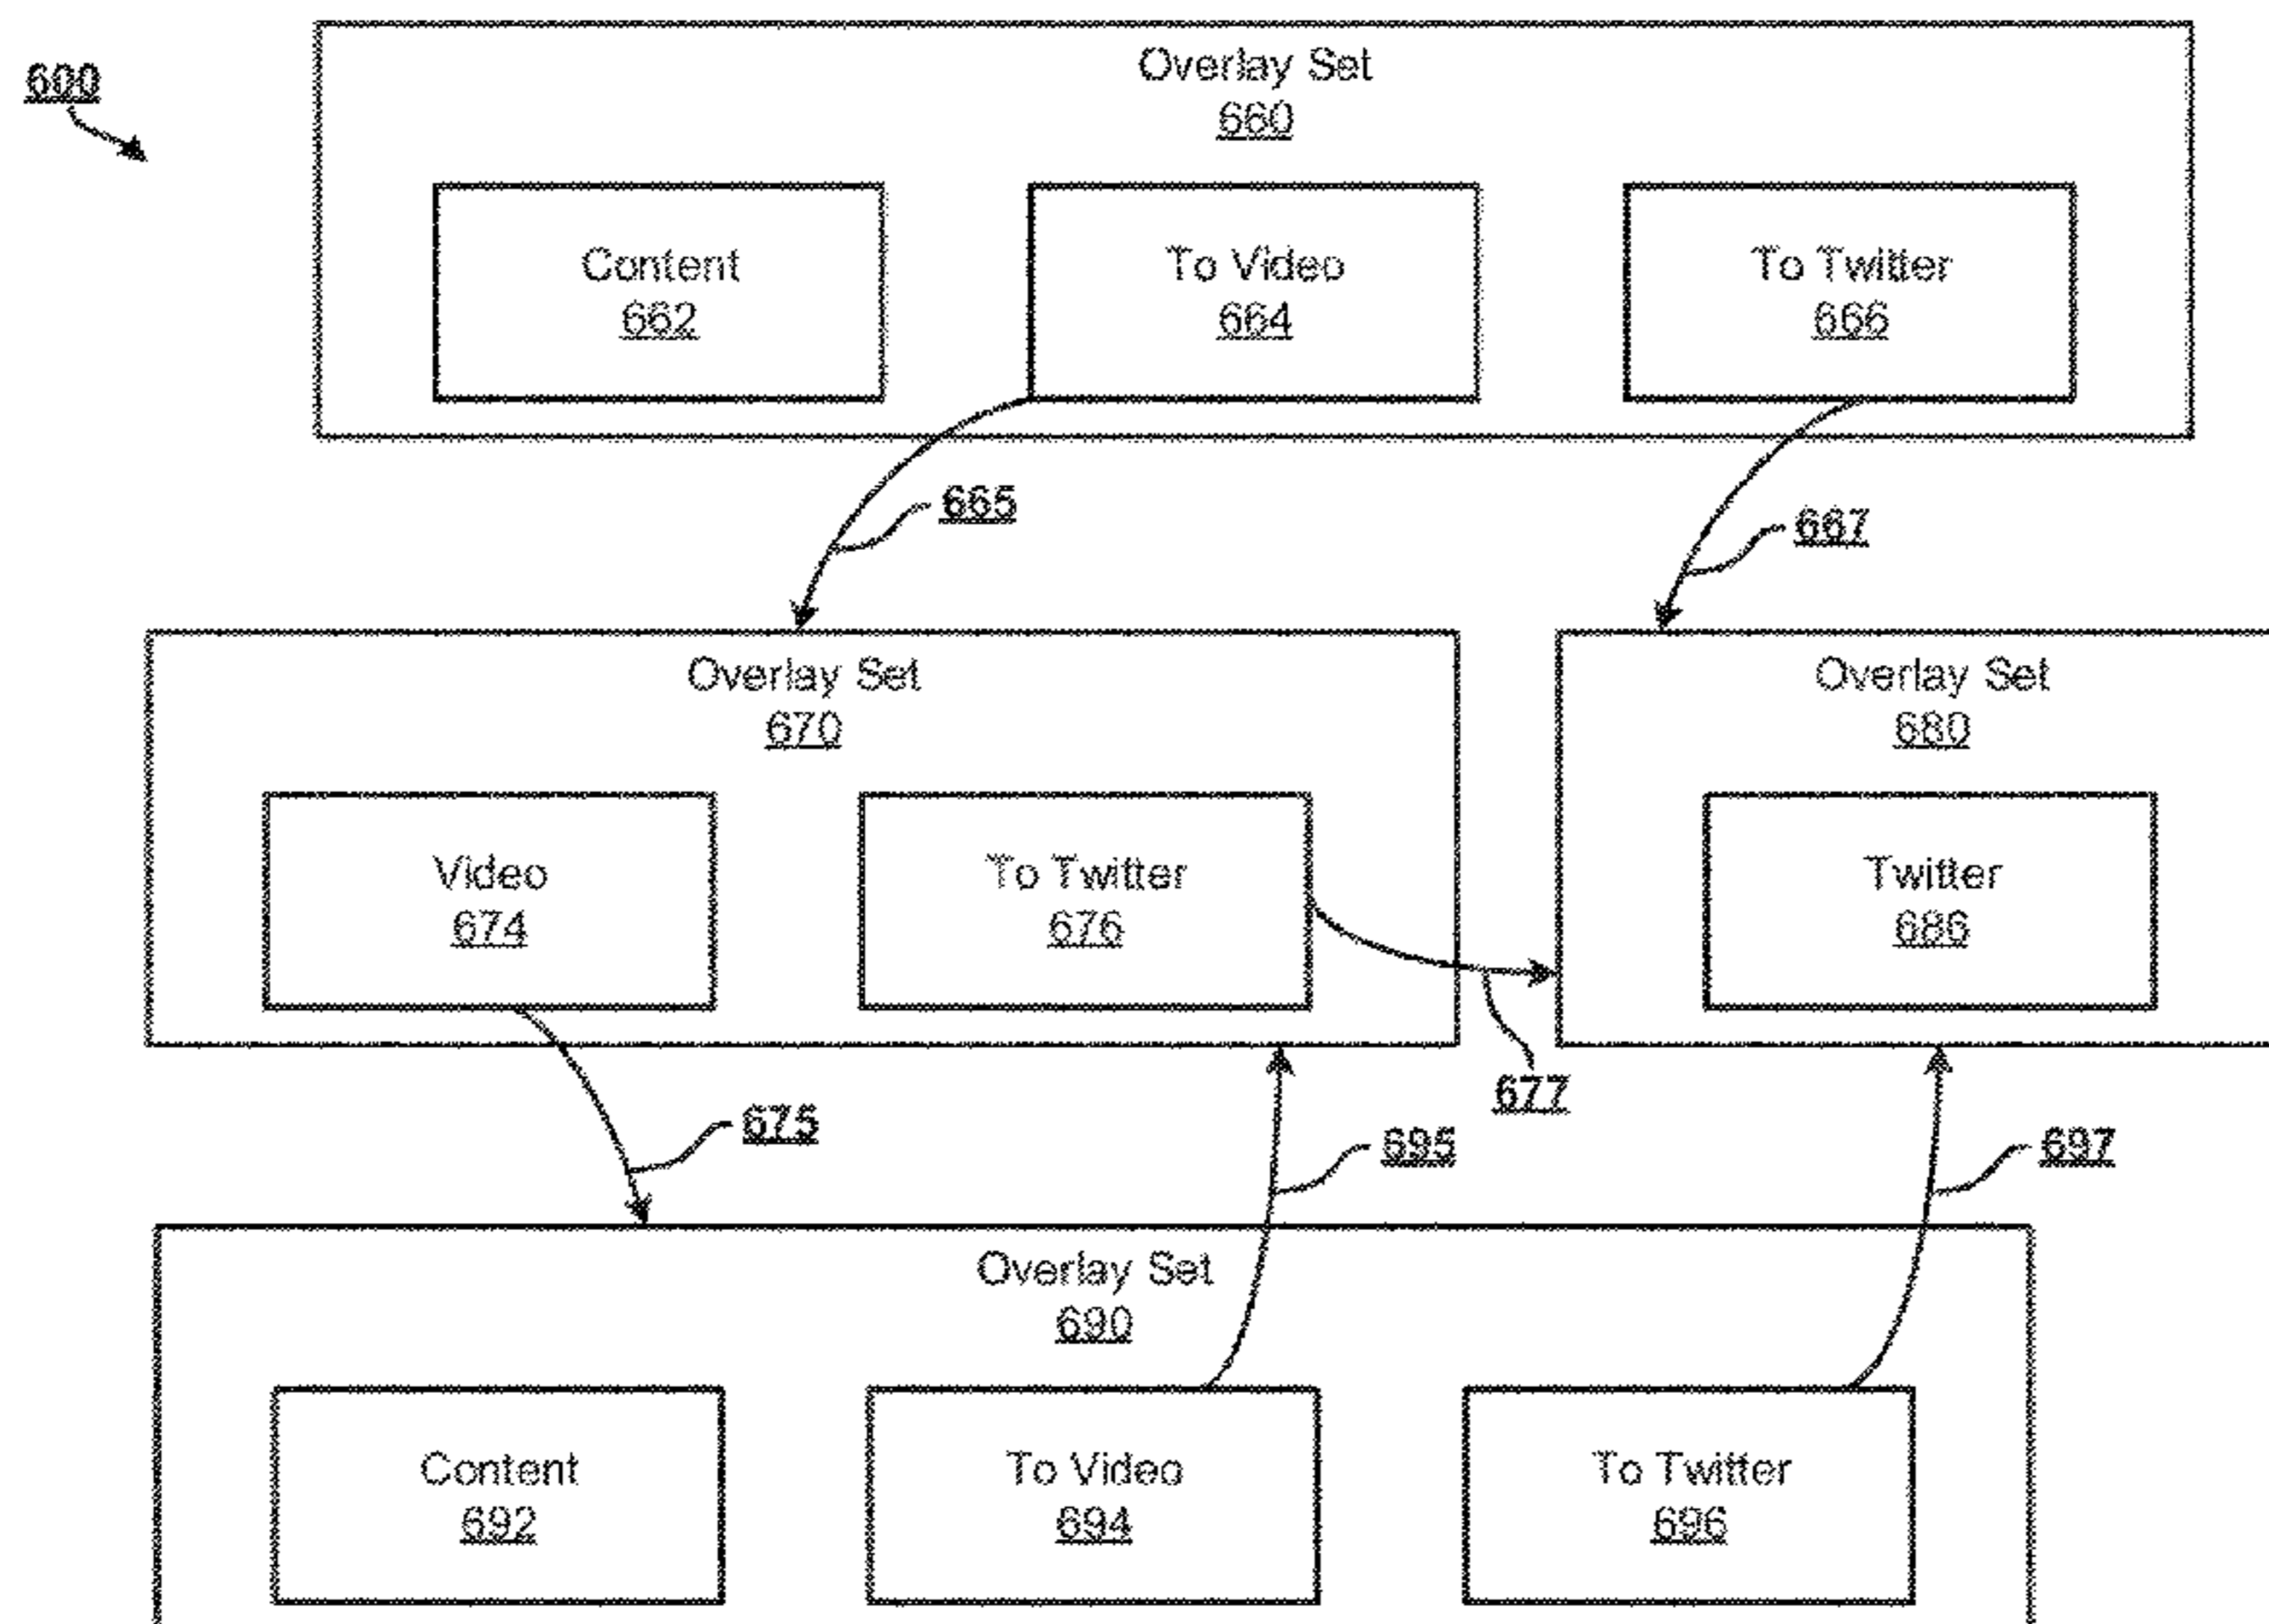 600
Overlay Set
660
Content
662
To Video
664
To Twitter
666
665
667
Overlay Set
670
Video
674
To Twitter
676
677
Overlay Set
680
Twitter
686
675
695
697
Overlay Set
690
Content
692
To Video
694
To Twitter
696